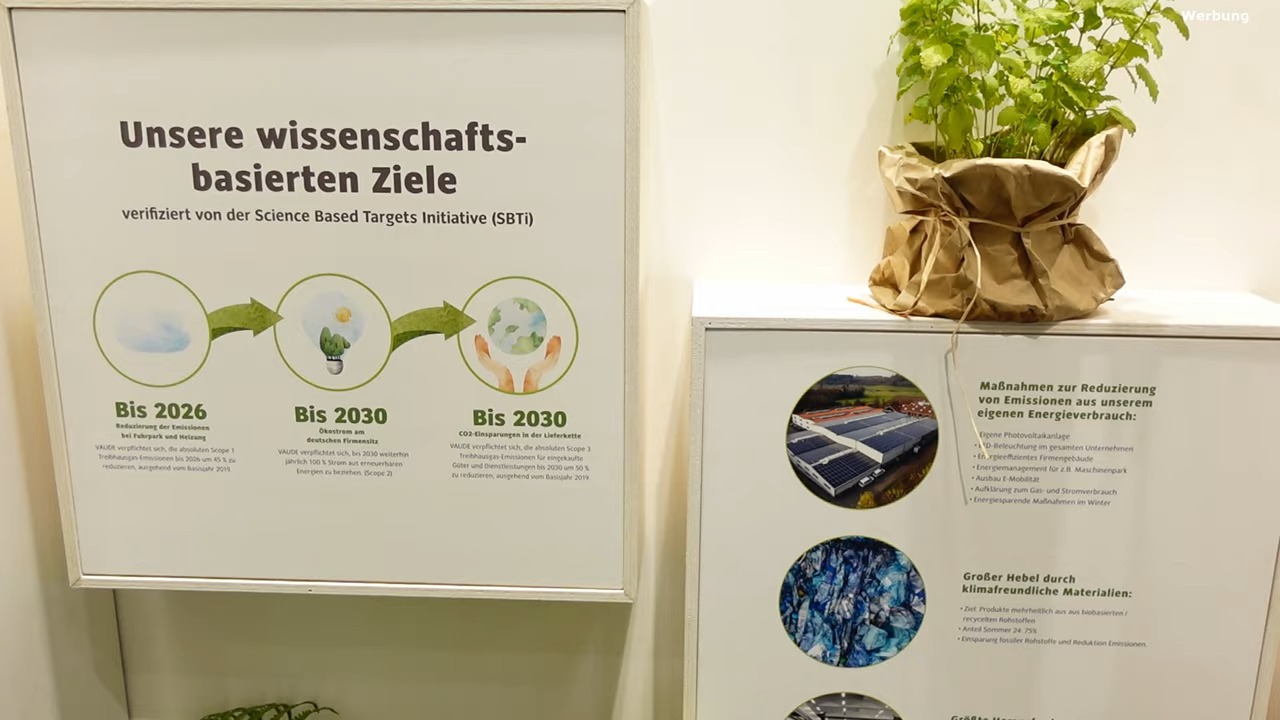 Werbung
Unsere wissenschafts-
basierten Ziele
verifiziert von der Science Based Targets Initiative (SBTi)
Bis 2026
Reduzierung der Emissionen
bei Fuhrpark und Heizung
VAUDE verpflichtet sich, die absoluten Scope 1
Treibhausgas-Emissionen bis 2026 um 45 % zu
reduzieren, ausgehend vom Basisjahr 2019.
Bis 2030
Ökostrom am
deutschen Firmensitz
VAUDE verpflichtet sich, bis 2030 weiterhin
jährlich 100 % Strom aus erneuerbaren
Energien zu beziehen. (Scope 2)
Bis 2030
CO2-Einsparungen in der Lieferkette
VAUDE verpflichtet sich, die absoluten Scope 3
Treibhausgas-Emissionen für eingekaufte
Güter und Dienstleistungen bis 2030 um 50 %
zu reduzieren, ausgehend vom Basisjahr 2019.
Maßnahmen zur Reduzierung
von Emissionen aus unserem
eigenen Energieverbrauch:
Eigene Photovoltaikanlage
• LED-Beleuchtung im gesamten Unternehmen
• Energieeffizientes Firmengebäude
• Energiemanagement für z.B. Maschinenpark
• Ausbau E-Mobilität
• Aufklärung zum Gas- und Stromverbrauch
• Energiesparende Maßnahmen im Winter
Großer Hebel durch
klimafreundliche Materialien:
• Ziel: Produkte mehrheitlich aus aus biobasierten /
recycelten Rohstoffen
• Anteil Sommer 24: 75%
• Einsparung fossiler Rohstoffe und Reduktion Emissionen